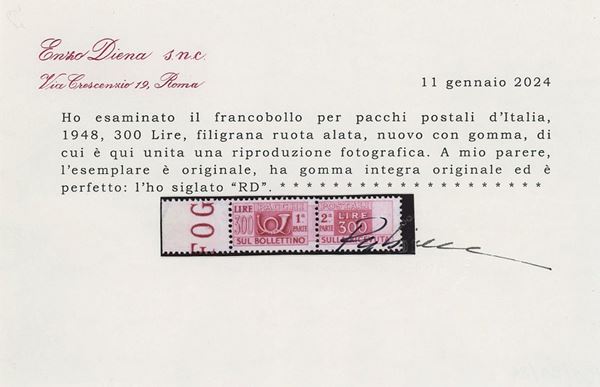 Enzo Diena s.n.c.
Via Crescenzio 19, Roma
11 gennaio 2024
Ho esaminato il francobollo per pacchi postali d'Italia,
1948, 300 Lire, filigrana ruota alata, nuovo con gomma, di
cui è qui unita una riproduzione fotografica. A mio parere,
l'esemplare è originale, ha gomma integra originale ed è
perfetto: l'ho siglato "RD". * * * * * * * * * * * * * * * * * * * *
FOG
LIRE
300
1ª
PARTE
SUL BOLLETTINO
POSTALI
2ª
PARTE
LIRE
300